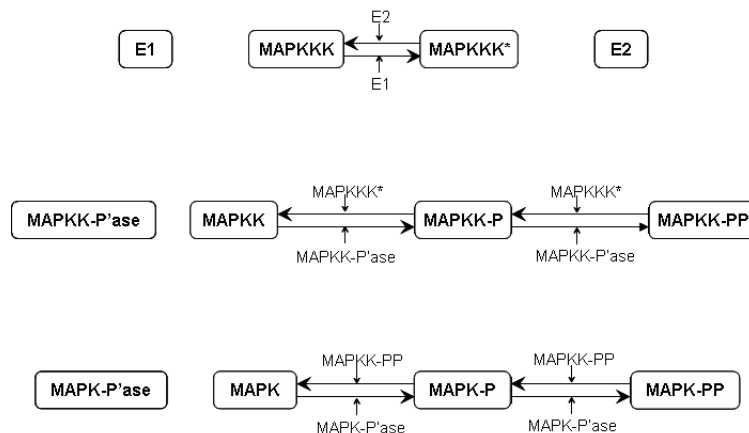 E2
E1 MAPKKK MAPKKK* E2
E1
MAPKKK* MAPKKK*
MAPKK-P'ase MAPKK MAPKK-P MAPKK-PP
MAPKK-P'ase MAPKK-P'ase
MAPKK-PP MAPKK-PP
MAPK-P'ase MAPK MAPK-P MAPK-PP
MAPK-P'ase MAPK-P'ase